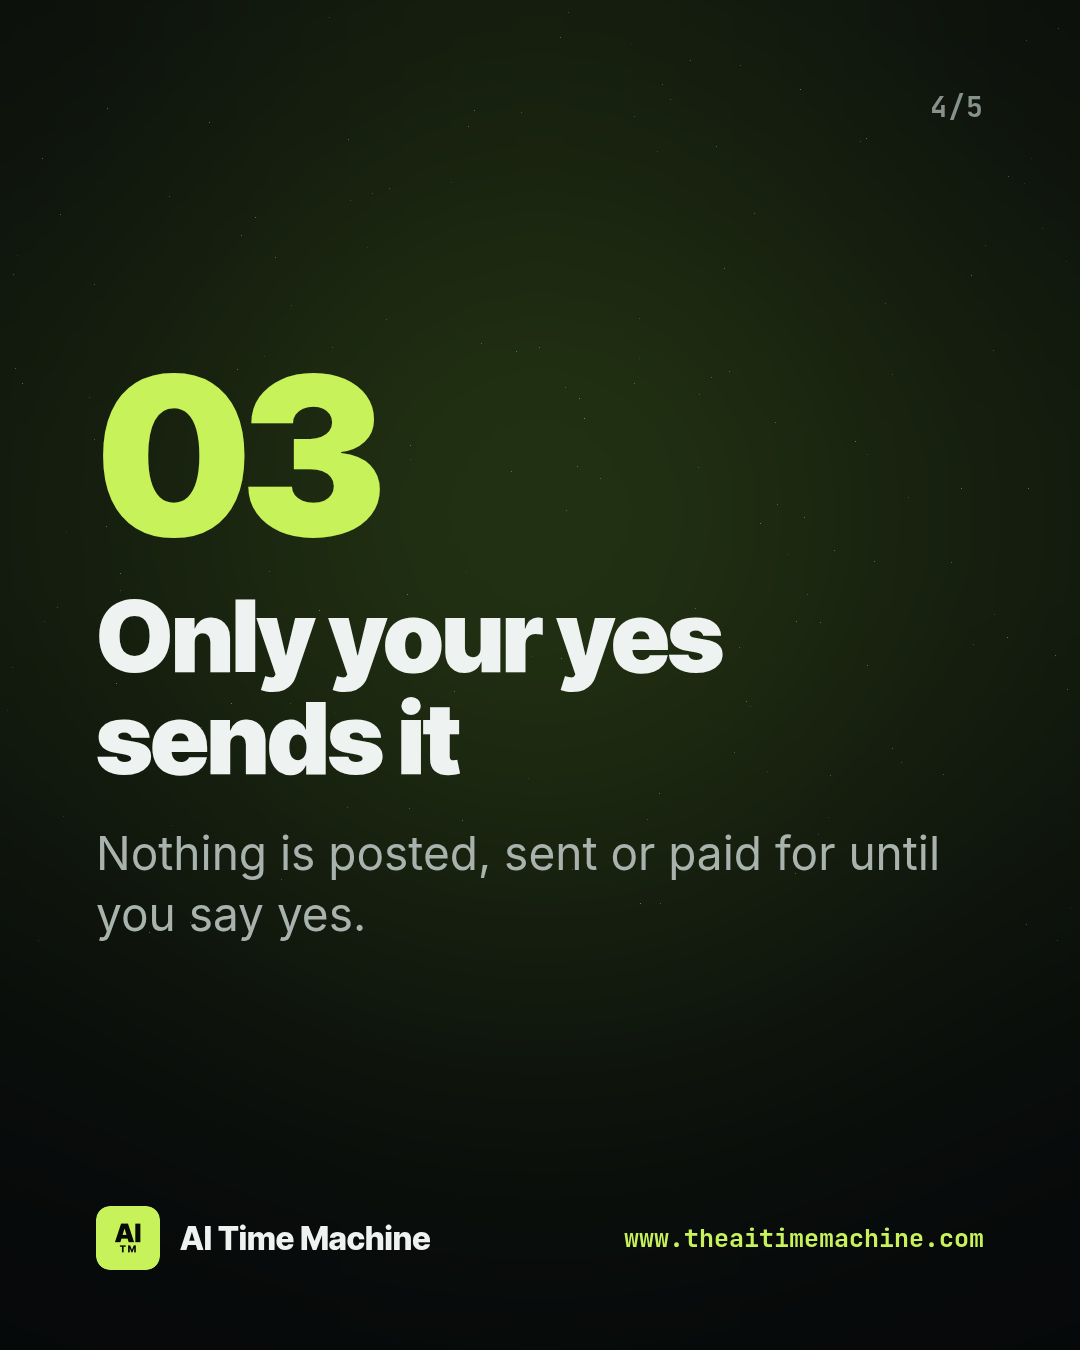 4/5
03
Only your yes
sends it
Nothing is posted, sent or paid for until
you say yes.
AI
TM
AI Time Machine
www.theaitimemachine.com